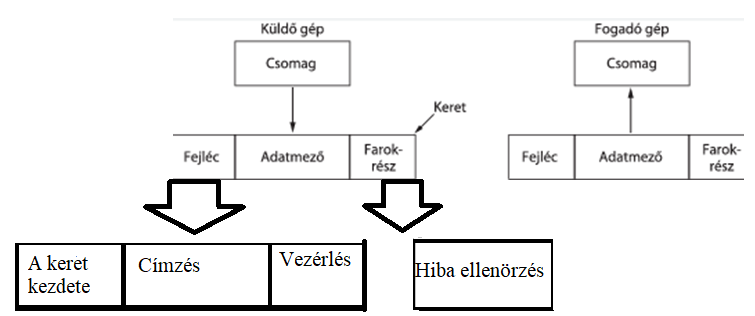 Küldő gép
Fogadó gép
Csomag
Csomag
Keret
Fejléc
Adatmező
Farok-
rész
Fejléc
Adatmező
Farok-
rész
A keret
kezdete
Címzés
Vezérlés
Hiba ellenörzés